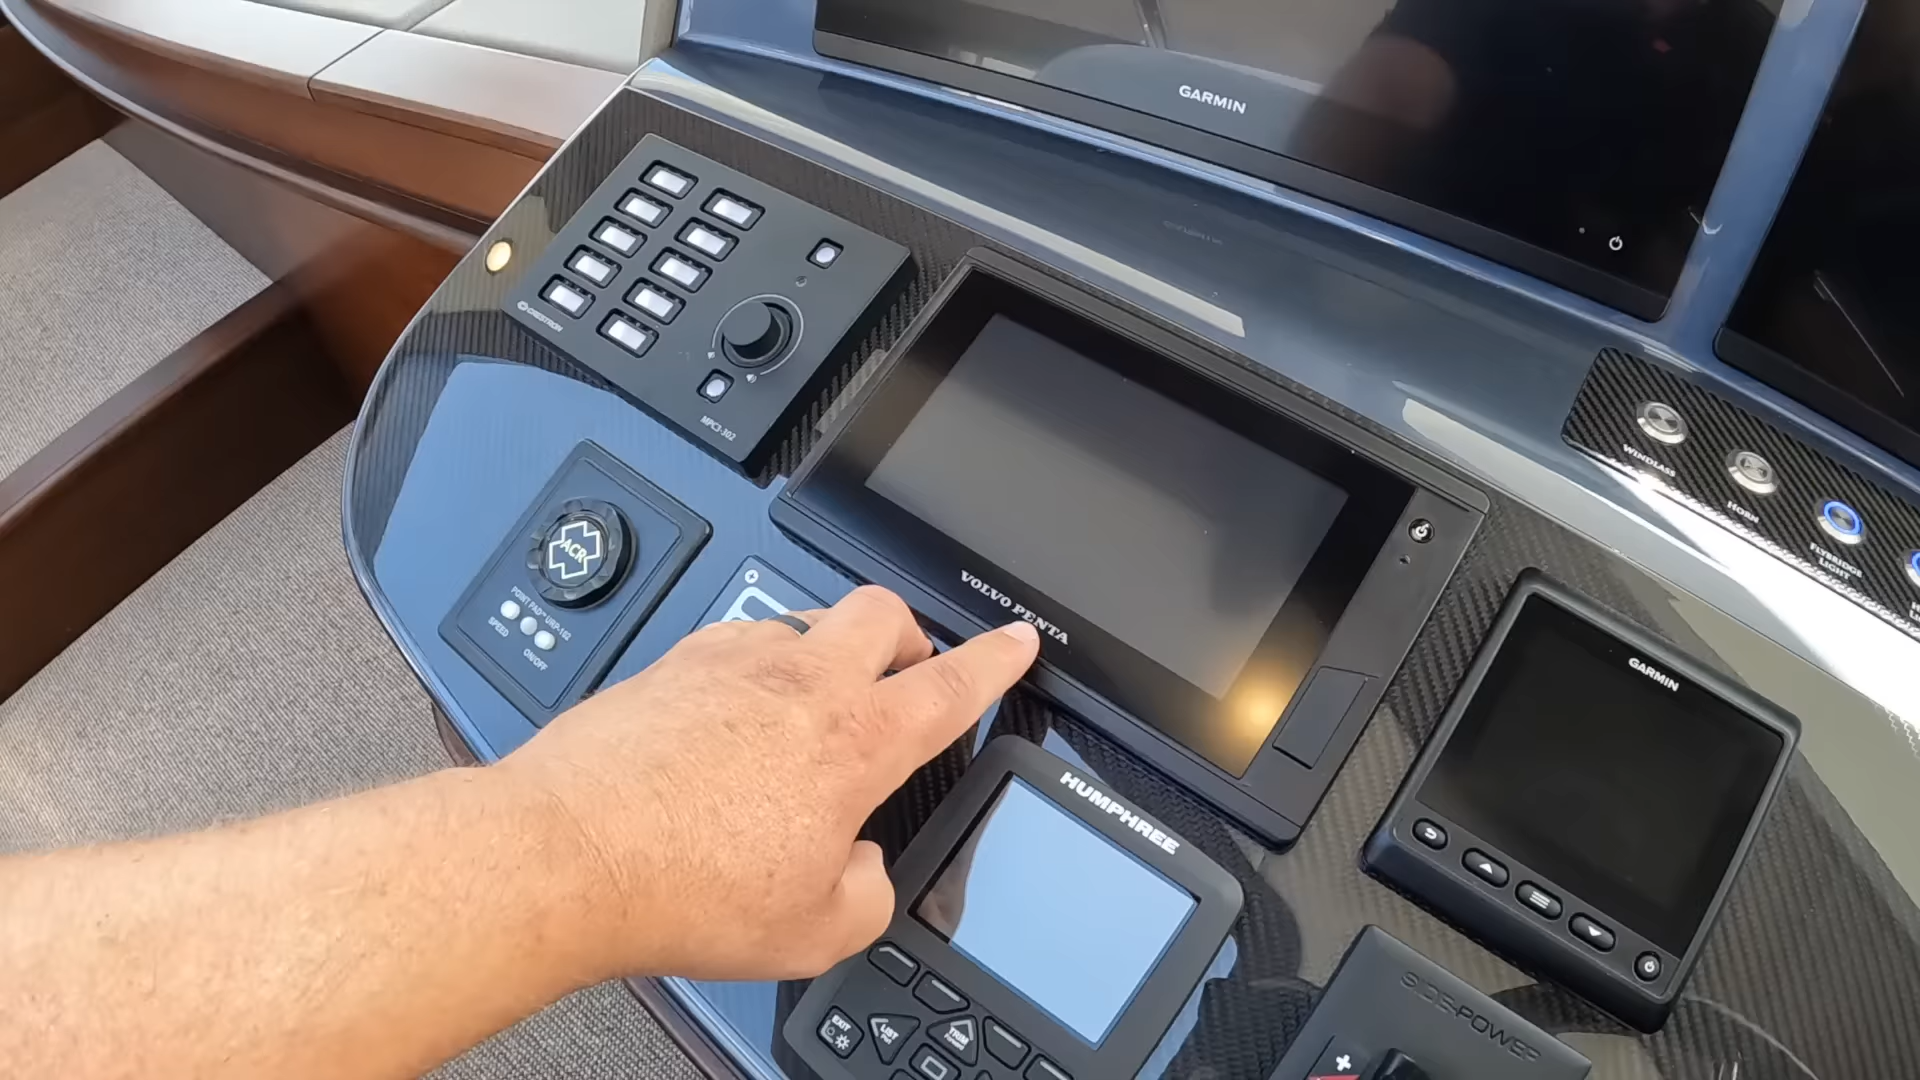 GARMIN
CRESTRON
MPC3-302
WINDLASS
HORN
FLYBRIDGE
LIGHT
ACR
POINT PAD™ URP-102
SPEED
ON/OFF
VOLVO PENTA
GARMIN
HUMPHREE
EXIT
LIST
TRIM
SIDE-POWER